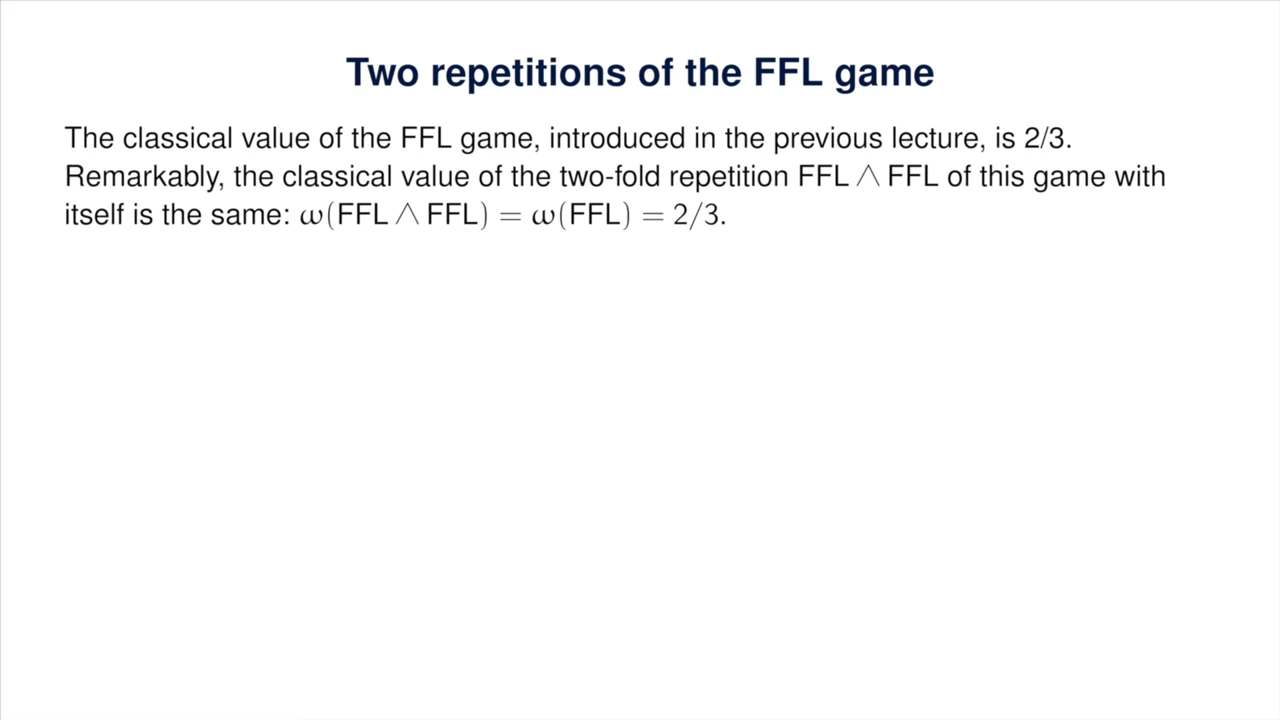 Two repetitions of the FFL game
The classical value of the FFL game, introduced in the previous lecture, is 2/3.
Remarkably, the classical value of the two-fold repetition FFL ∧ FFL of this game with
itself is the same: ω(FFL ∧ FFL) = ω(FFL) = 2/3.